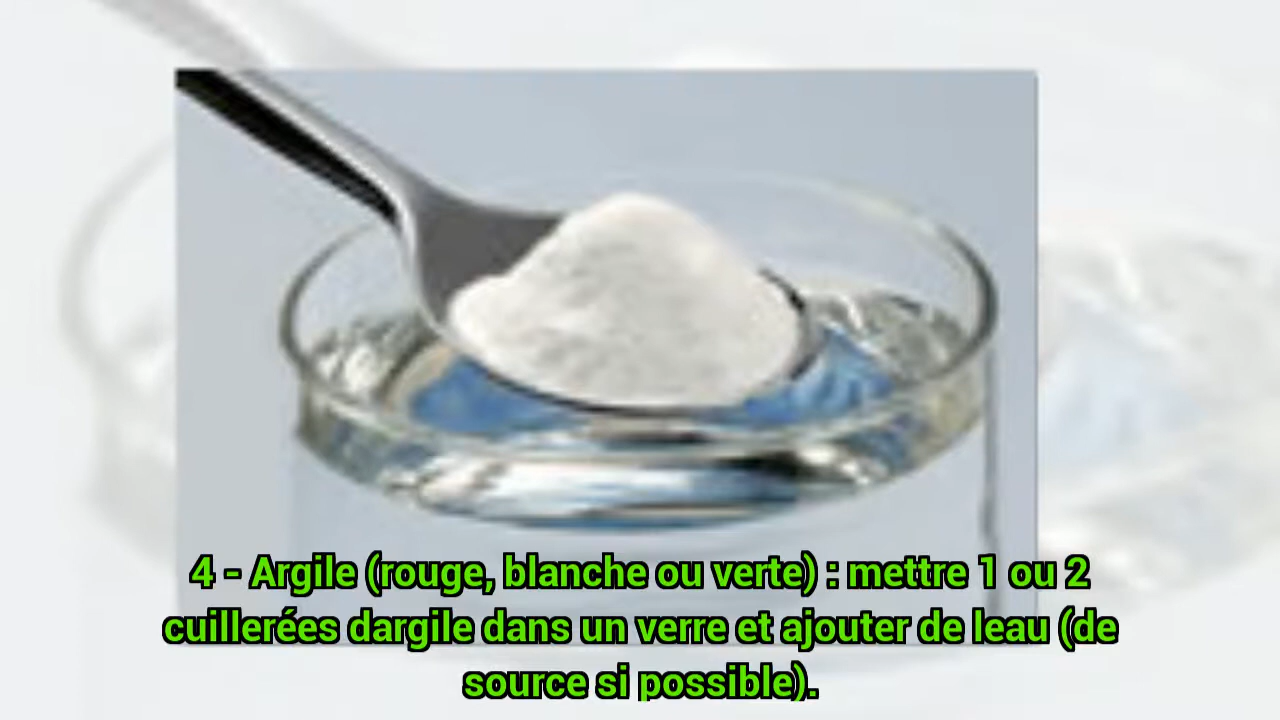 4 - Argile (rouge, blanche ou verte) : mettre 1 ou 2
cuillerées dargile dans un verre et ajouter de leau (de
source si possible).